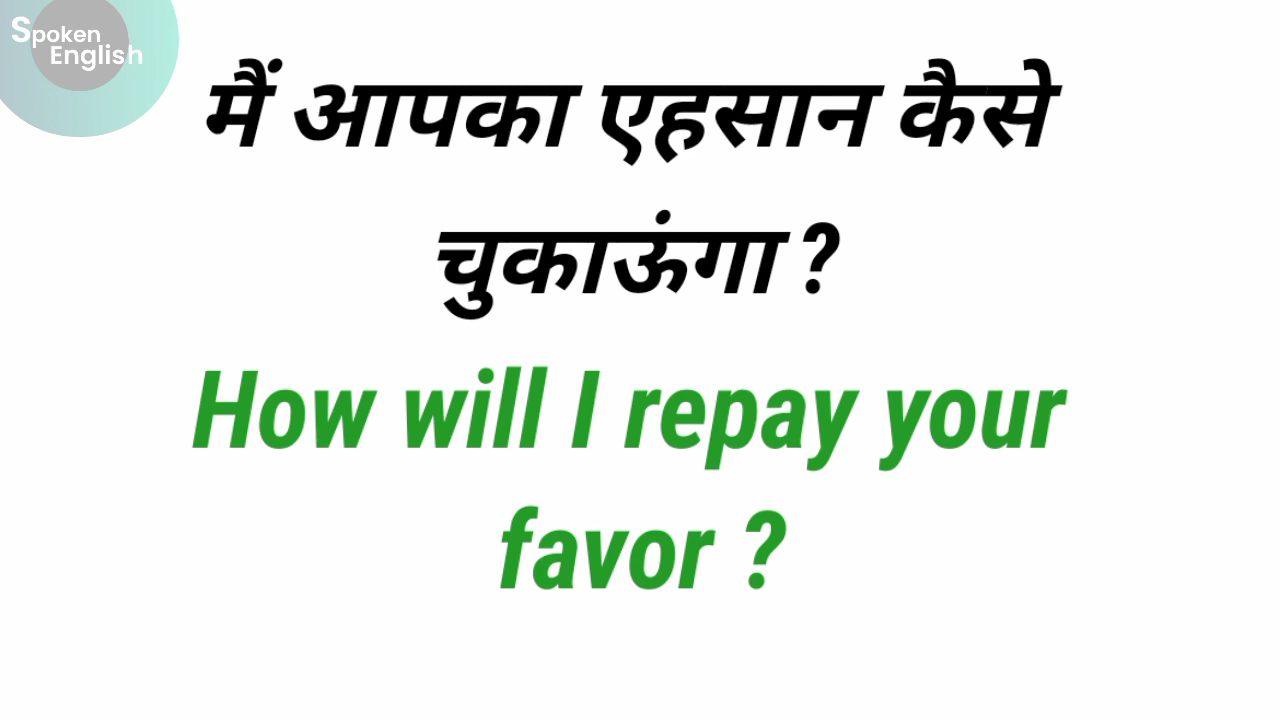 Spoken
English
मैं आपका एहसान कैसे
चुकाऊंगा ?
How will I repay your
favor ?